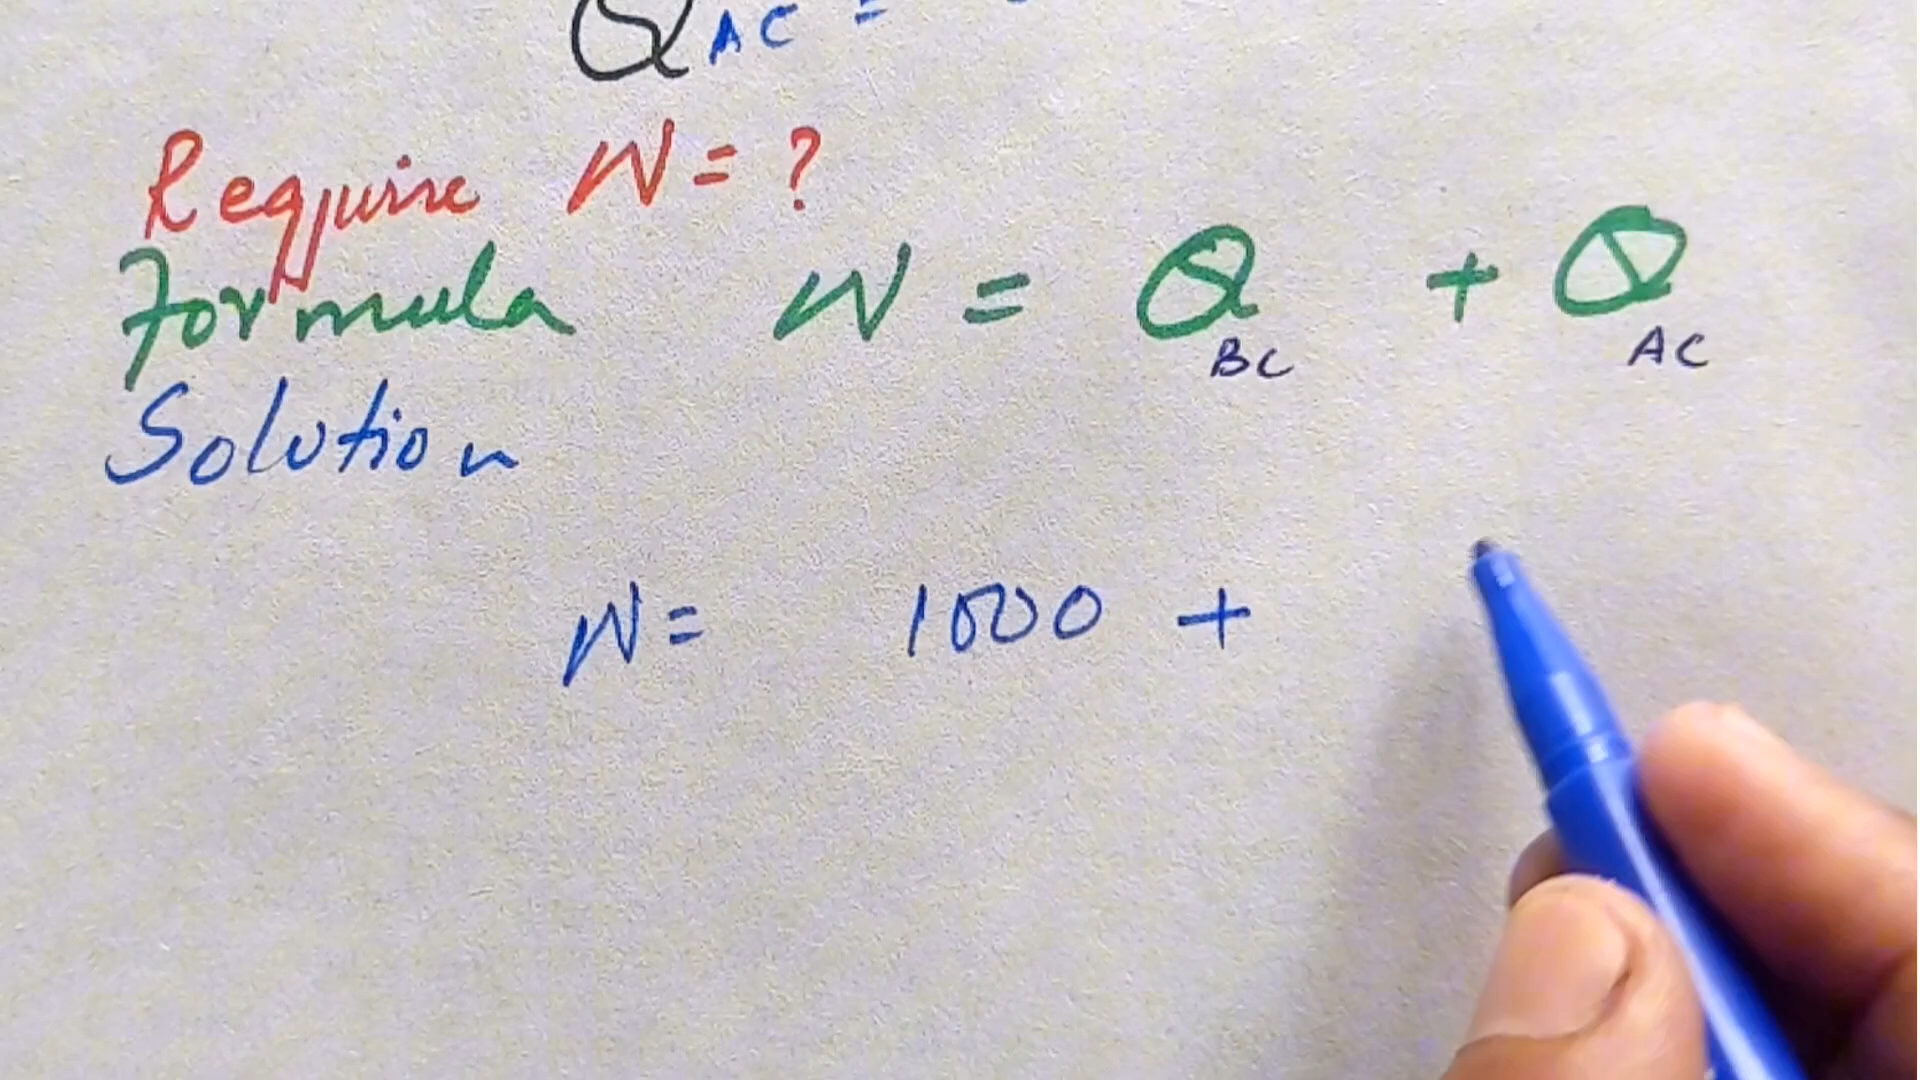 Q AC =
Require W = ?
Formula W = Q BC + Q AC
Solution
W = 1000 +